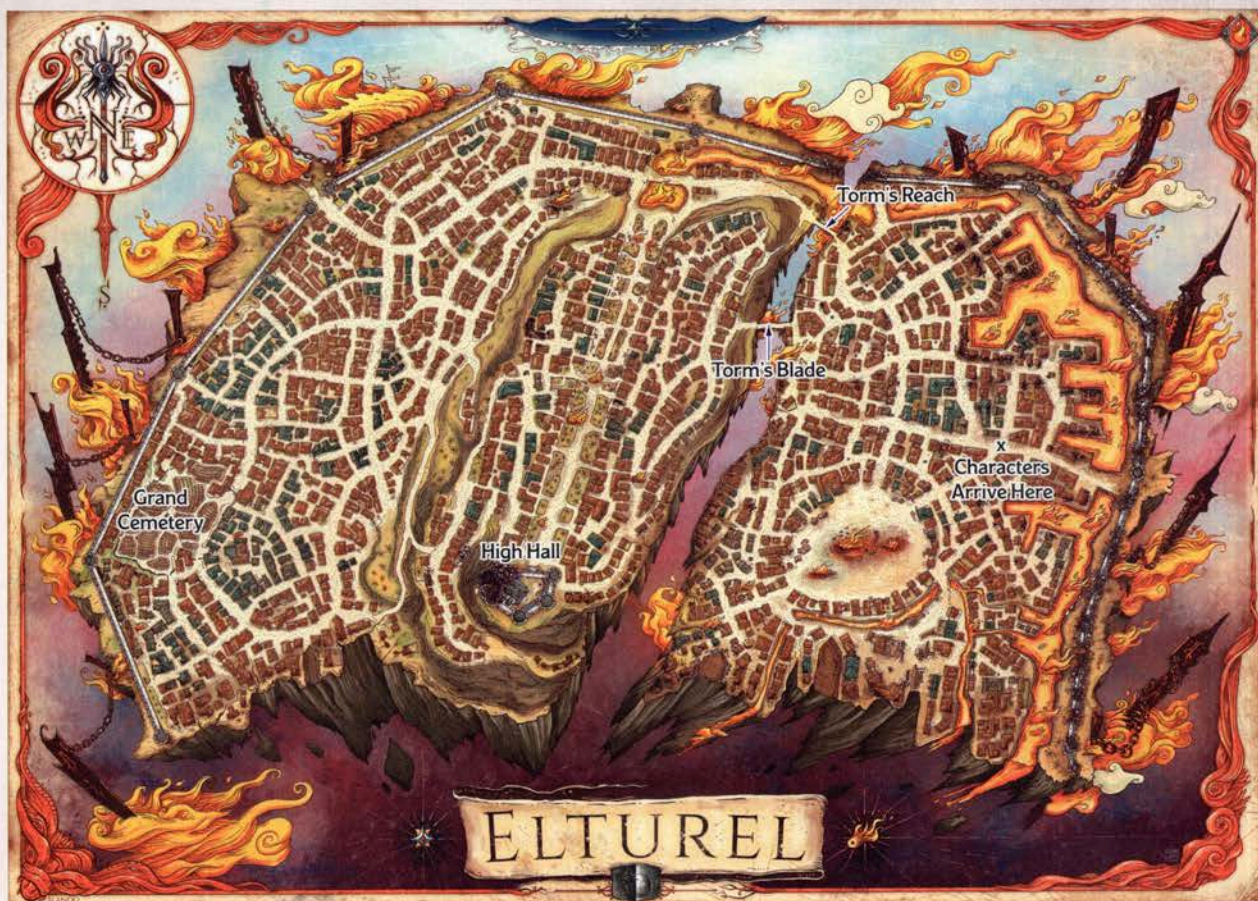 N
W E
S
Torm's Reach
Torm's Blade
x
Characters
Arrive Here
Grand
Cemetery
High Hall
ELTUREL